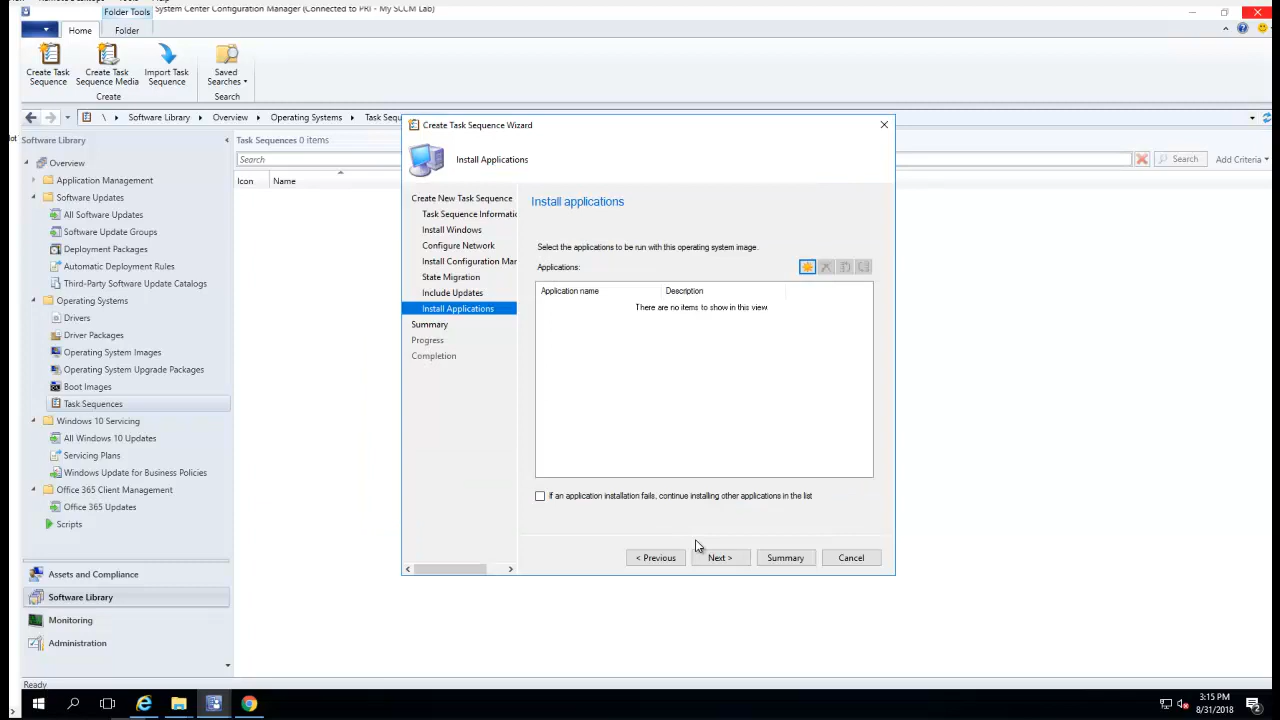 Folder Tools
System Center Configuration Manager (Connected to PRI - My SCCM Lab)
Home
Folder
Create Task
Sequence
Create Task
Sequence Media
Import Task
Sequence
Saved
Searches
Create
Search
\ Software Library Overview Operating Systems Task Sequ
Software Library
Task Sequences 0 items
Search
Search
Add Criteria
Icon
Name
Overview
Application Management
Software Updates
All Software Updates
Software Update Groups
Deployment Packages
Automatic Deployment Rules
Third-Party Software Update Catalogs
Operating Systems
Drivers
Driver Packages
Operating System Images
Operating System Upgrade Packages
Boot Images
Task Sequences
Windows 10 Servicing
All Windows 10 Updates
Servicing Plans
Windows Update for Business Policies
Office 365 Client Management
Office 365 Updates
Scripts
Assets and Compliance
Software Library
Monitoring
Administration
Ready
Create Task Sequence Wizard
Install Applications
Create New Task Sequence
Task Sequence Informatio
Install Windows
Configure Network
Install Configuration Mar
State Migration
Include Updates
Install Applications
Summary
Progress
Completion
Install applications
Select the applications to be run with this operating system image.
Applications:
Application name
Description
There are no items to show in this view.
If an application installation fails, continue installing other applications in the list
< Previous
Next >
Summary
Cancel
3:15 PM
8/31/2018
2